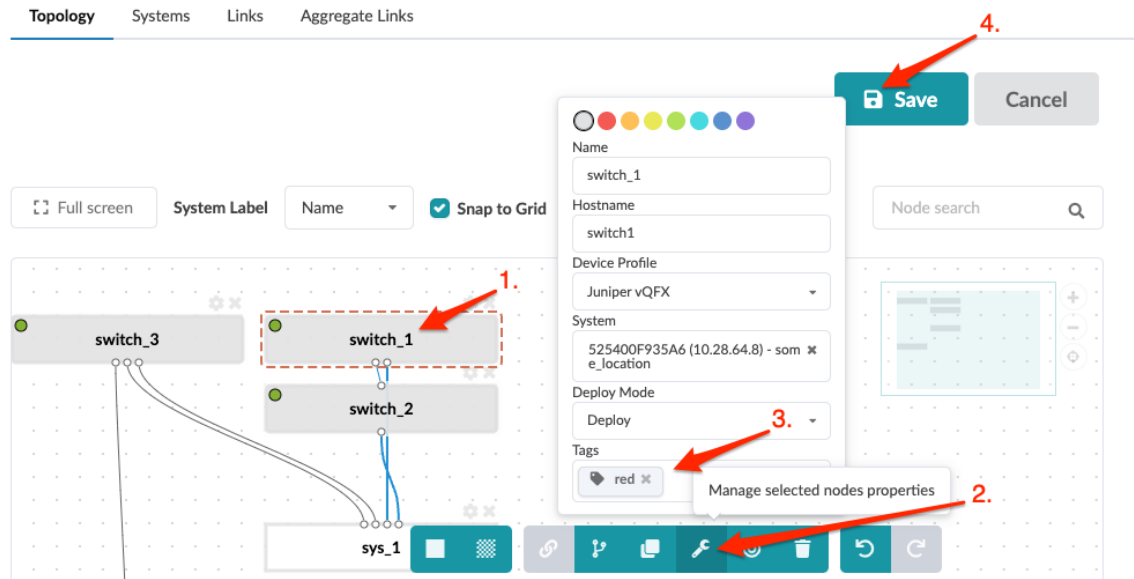 Topology Systems Links Aggregate Links
4.
Save Cancel
Name
switch_1
Hostname
switch1
Full screen System Label Name Snap to Grid
Node search
Device Profile
Juniper vQFX
1.
System
525400F935A6 (10.28.64.8) - som
e_location
switch_3
switch_1
Deploy Mode
Deploy
switch_2
3.
Tags
red
Manage selected nodes properties
2.
sys_1